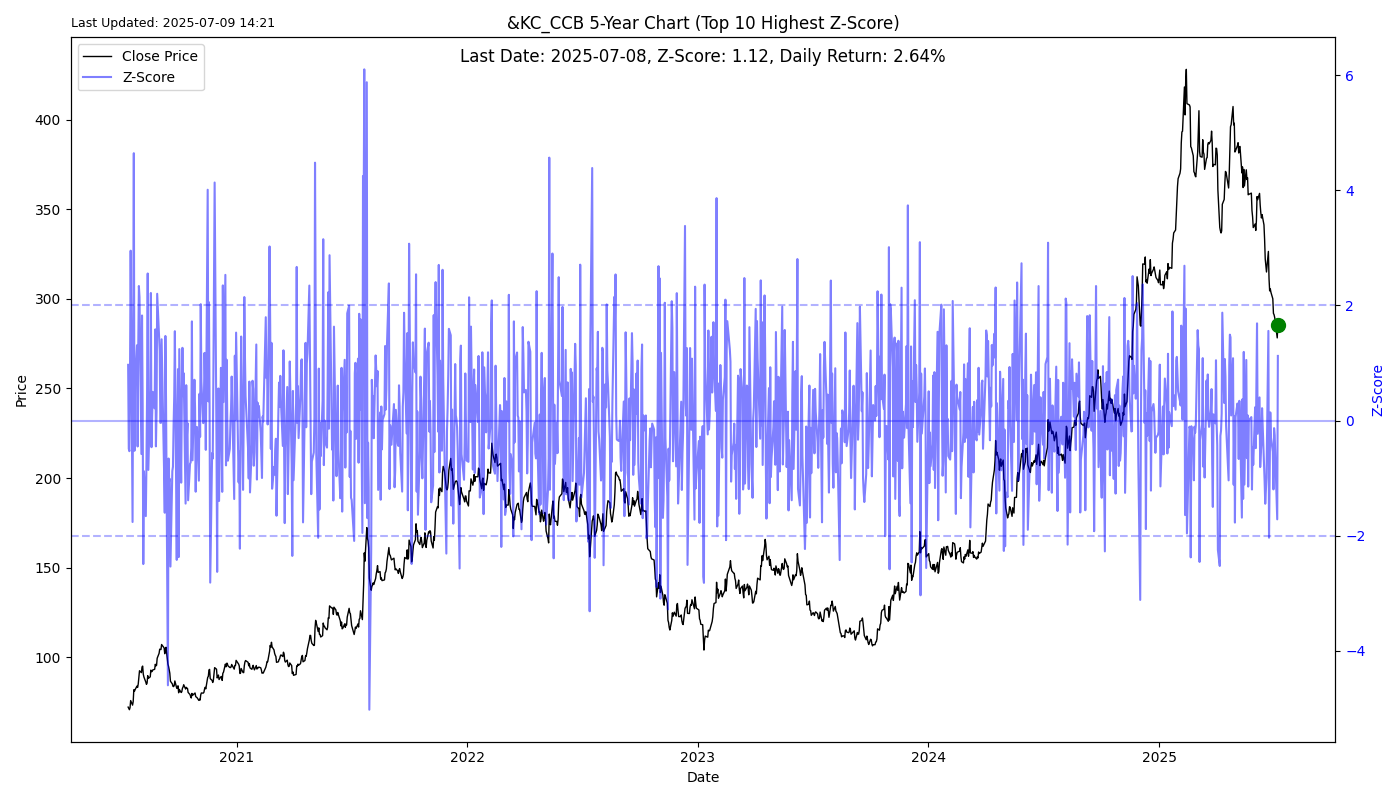 Last Updated: 2025-07-09 14:21
&KC_CCB 5-Year Chart (Top 10 Highest Z-Score)
Last Date: 2025-07-08, Z-Score: 1.12, Daily Return: 2.64%
Close Price
Z-Score
400
350
300
250
200
150
100
Price
6
4
2
0
−2
−4
Z-Score
2021
2022
2023
2024
2025
Date